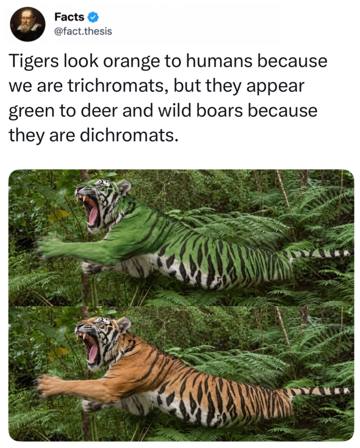 Facts
@fact.thesis
Tigers look orange to humans because
we are trichromats, but they appear
green to deer and wild boars because
they are dichromats.